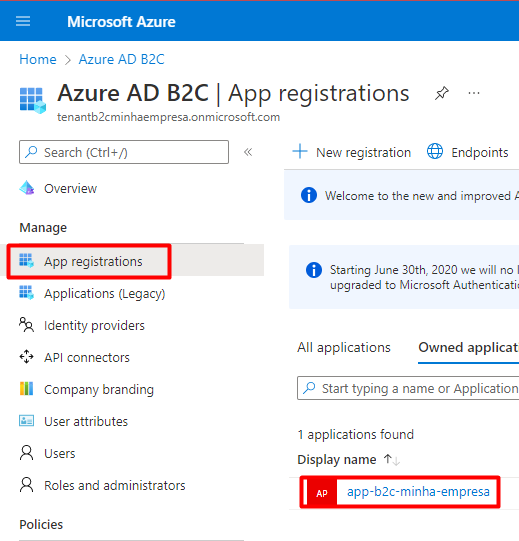 Microsoft Azure
Home > Azure AD B2C
Azure AD B2C | App registrations
tenantb2cminhaempresa.onmicrosoft.com
Search (Ctrl+/)
Overview
Manage
App registrations
Applications (Legacy)
Identity providers
API connectors
Company branding
User attributes
Users
Roles and administrators
Policies
New registration
Endpoints
Welcome to the new and improved A
Starting June 30th, 2020 we will no l
upgraded to Microsoft Authenticatio
All applications
Owned applicat
Start typing a name or Application
1 applications found
Display name
AP
app-b2c-minha-empresa